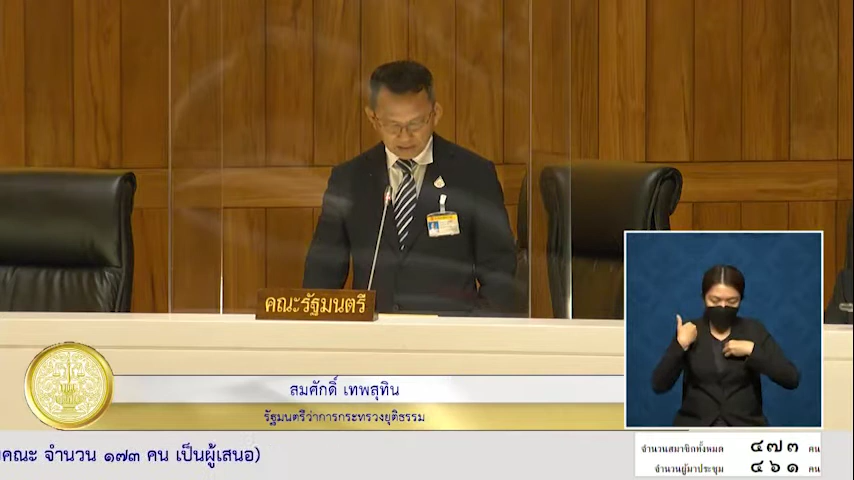 คณะรัฐมนตรี
สมศักดิ์ เทพสุทิน
รัฐมนตรีว่าการกระทรวงยุติธรรม
คณะ จำนวน ๑๗๓ คน เป็นผู้เสนอ)
จำนวนสมาชิกทั้งหมด ๔๗๓ คน
จำนวนผู้มาประชุม ๔๖๑ คน